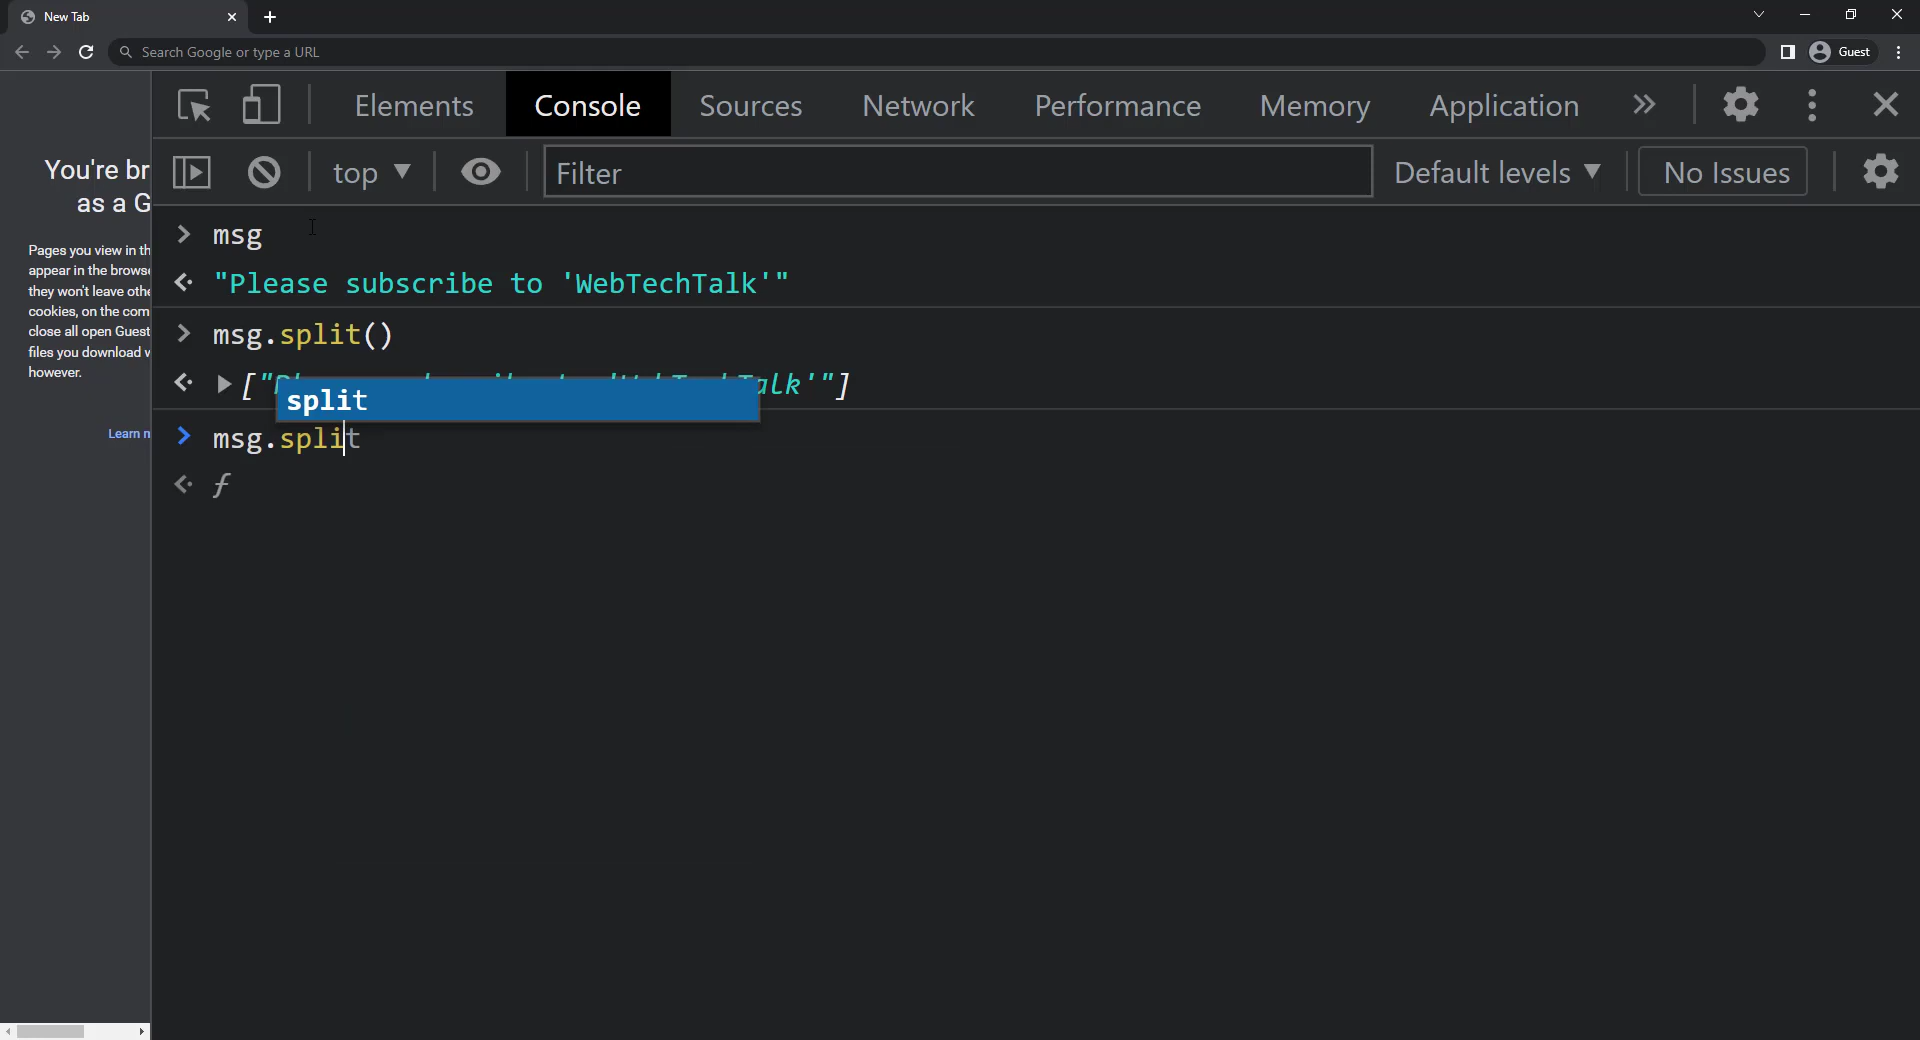 New Tab
Search Google or type a URL
Guest
Elements Console Sources Network Performance Memory Application
top ▼ Filter Default levels ▼ No Issues
You're br
as a G
Pages you view in th
appear in the browse
they won't leave othe
cookies, on the com
close all open Guest
files you download
however.
Learn
> msg
"Please subscribe to 'WebTechTalk'"
> msg.split()
split
> msg.split
ƒ